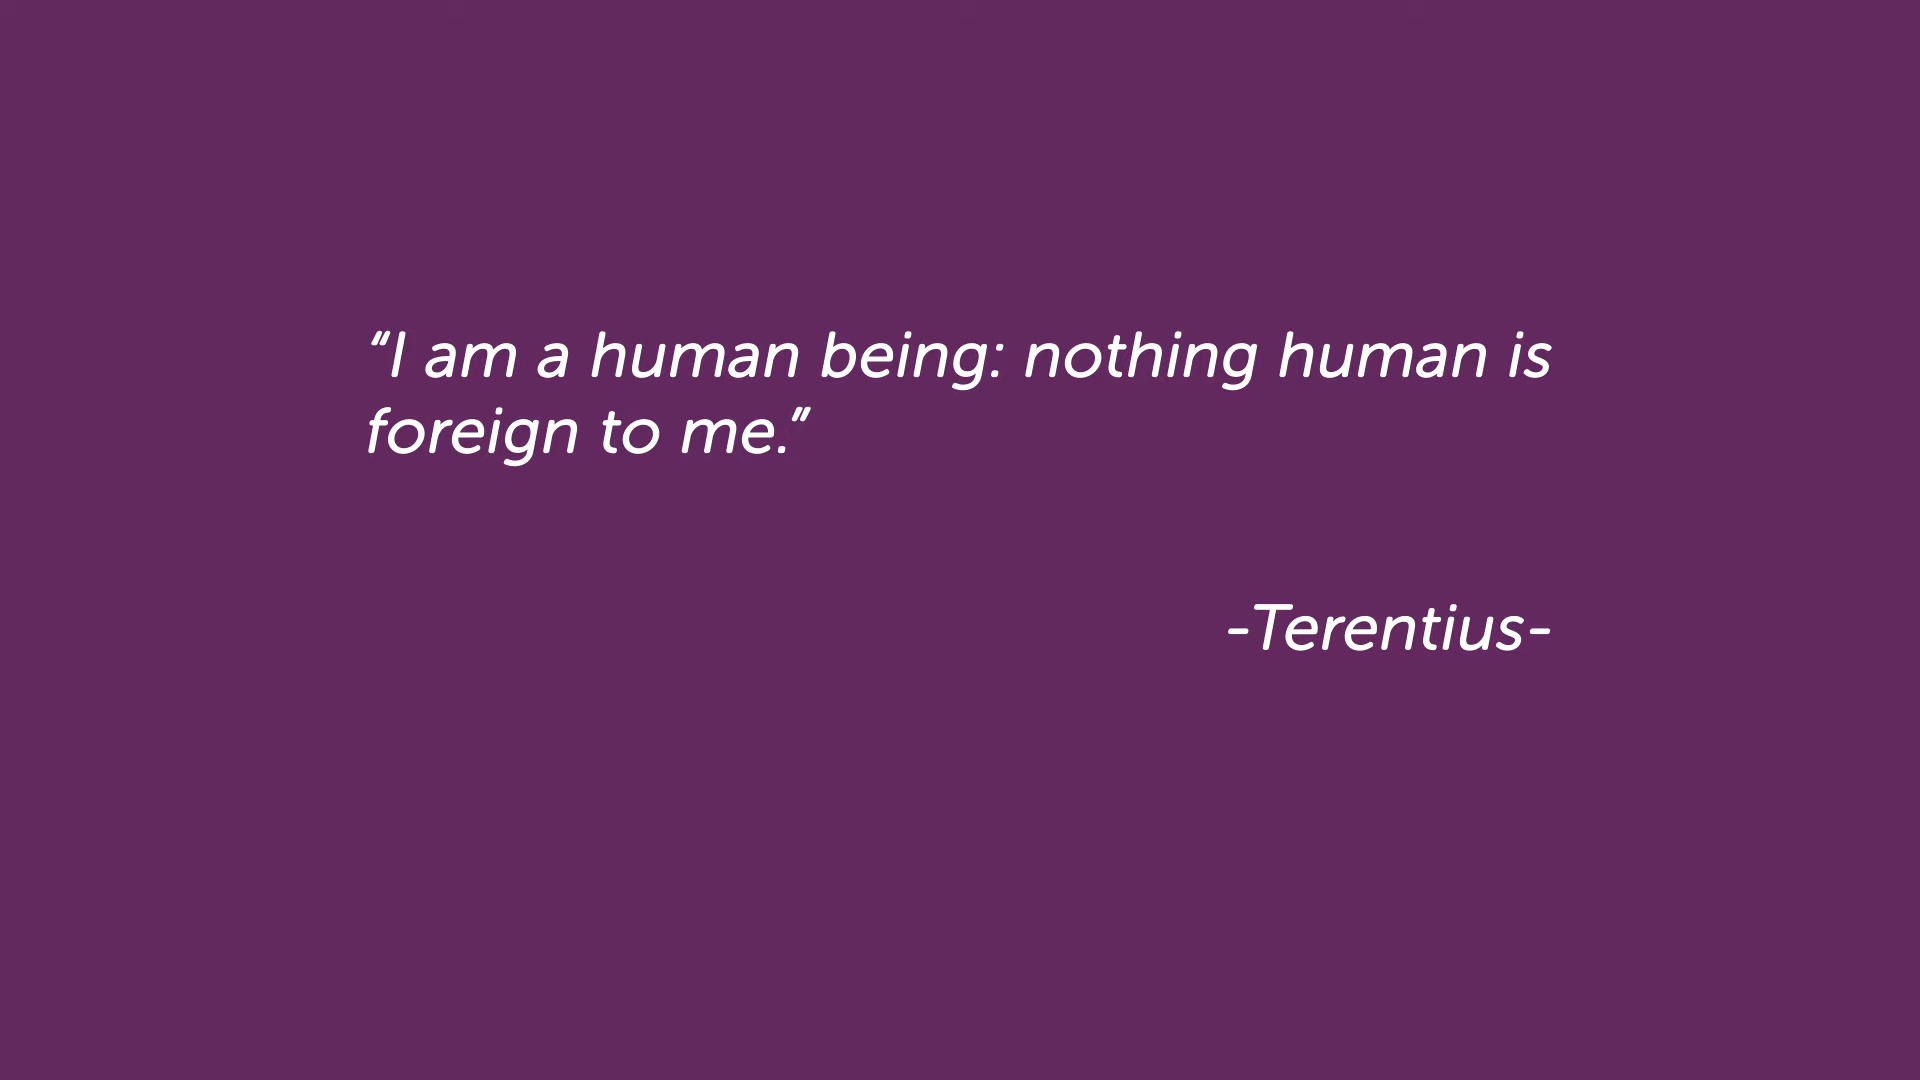 “I am a human being: nothing human is
foreign to me.”
-Terentius-